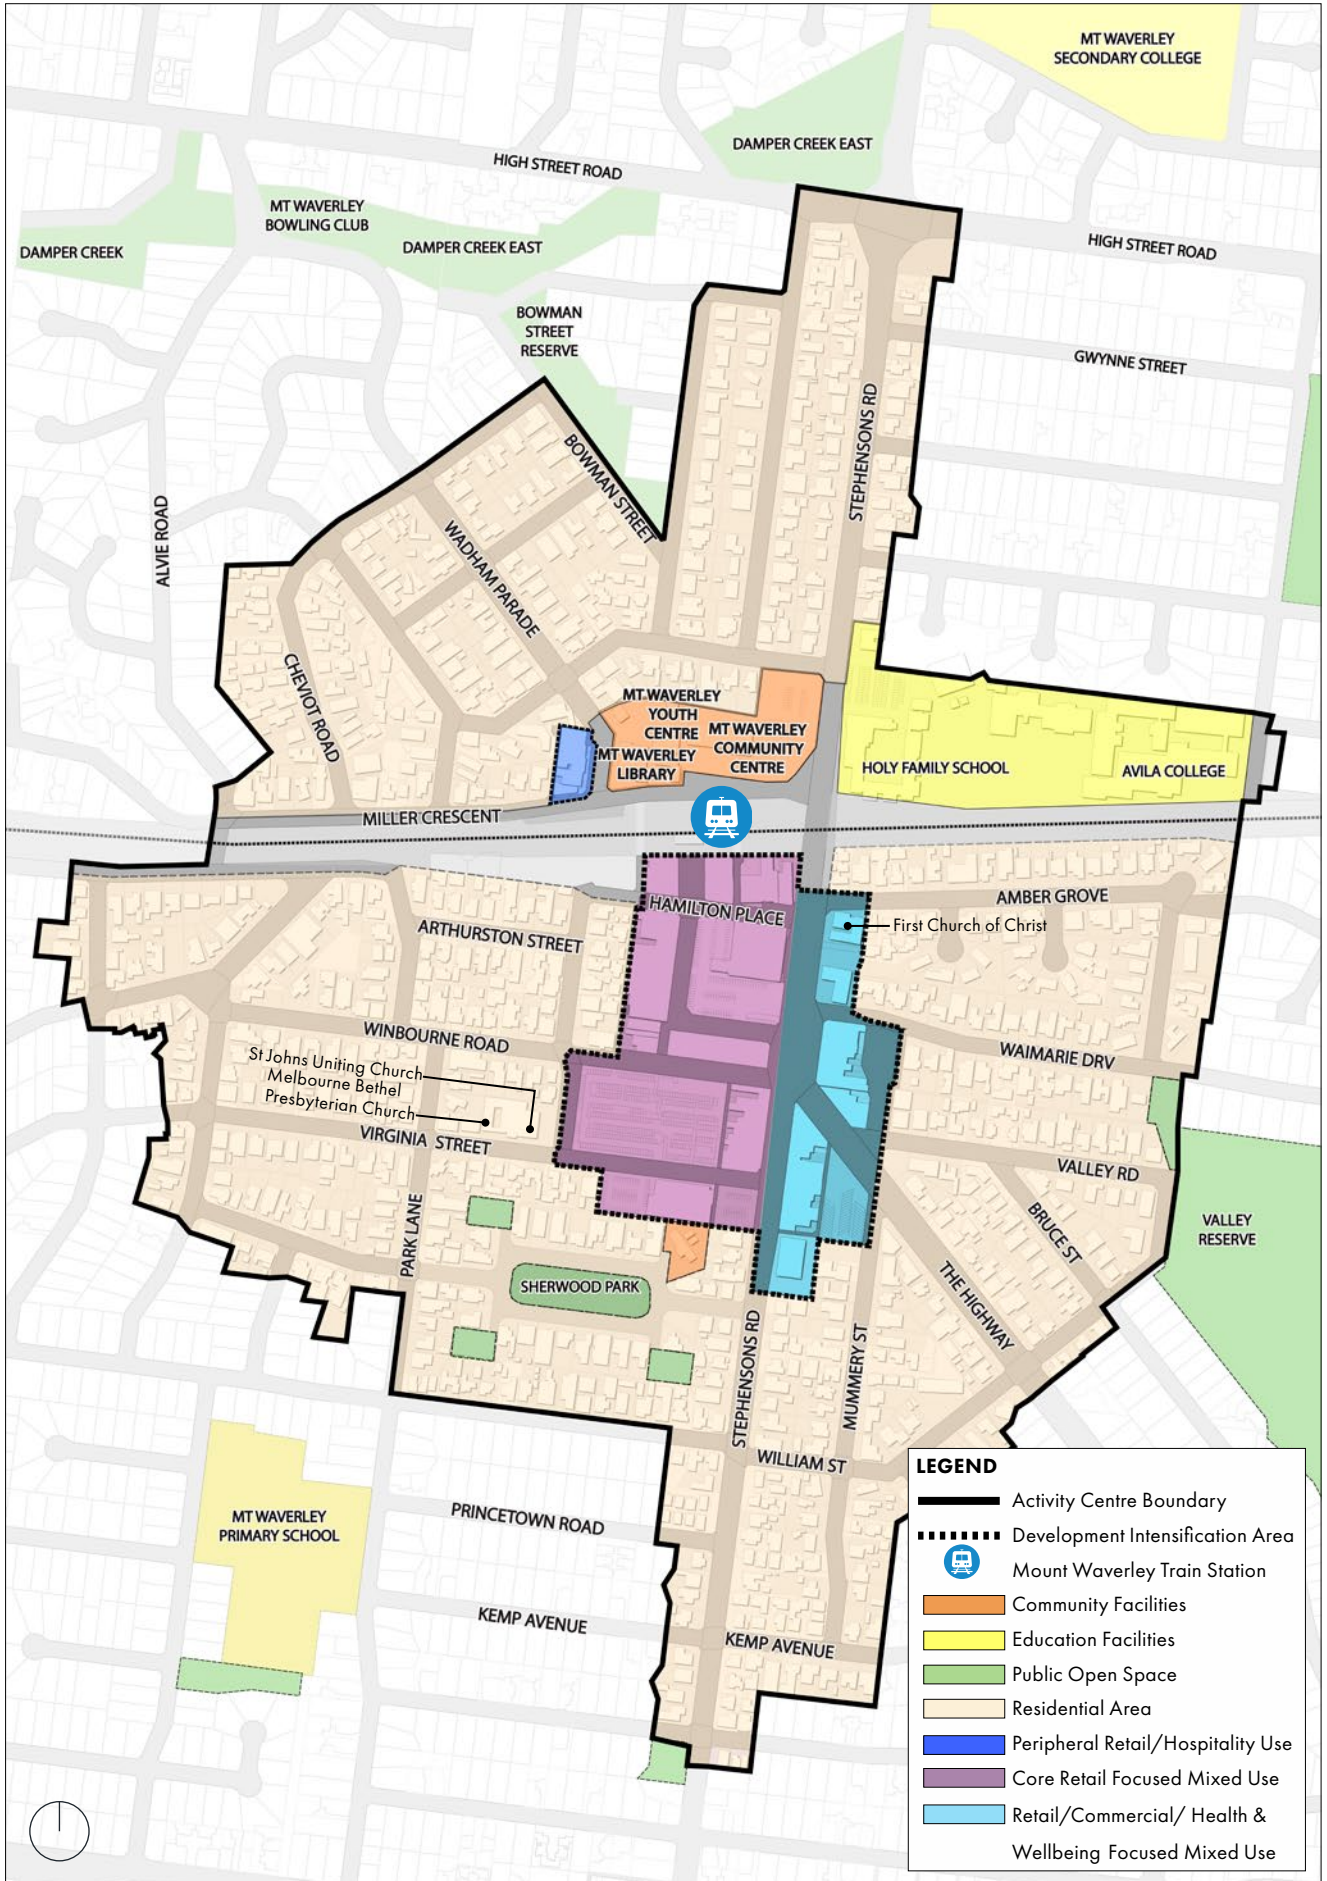 MT WAVERLEY
SECONDARY COLLEGE
DAMPER CREEK EAST
HIGH STREET ROAD
MT WAVERLEY
BOWLING CLUB
DAMPER CREEK
DAMPER CREEK EAST
HIGH STREET ROAD
BOWMAN
STREET
RESERVE
GWYNNE STREET
STEPHENSONS RD
BOWMAN STREET
ALVIE ROAD
WADHAM PARADE
CHEVIOT ROAD
MT WAVERLEY
YOUTH
CENTRE
MT WAVERLEY
COMMUNITY
CENTRE
MT WAVERLEY
LIBRARY
HOLY FAMILY SCHOOL
AVILA COLLEGE
MILLER CRESCENT
AMBER GROVE
HAMILTON PLACE
First Church of Christ
ARTHURSTON STREET
WINBOURNE ROAD
WAIMARIE DRV
St Johns Uniting Church
Melbourne Bethel
Presbyterian Church
VIRGINIA STREET
VALLEY RD
PARK LANE
BRUCE ST
VALLEY
RESERVE
THE HIGHWAY
SHERWOOD PARK
STEPHENSONS RD
MUMMERY ST
WILLIAM ST
MT WAVERLEY
PRIMARY SCHOOL
PRINCETOWN ROAD
KEMP AVENUE
KEMP AVENUE
LEGEND
Activity Centre Boundary
Development Intensification Area
Mount Waverley Train Station
Community Facilities
Education Facilities
Public Open Space
Residential Area
Peripheral Retail/Hospitality Use
Core Retail Focused Mixed Use
Retail/Commercial/ Health &
Wellbeing Focused Mixed Use